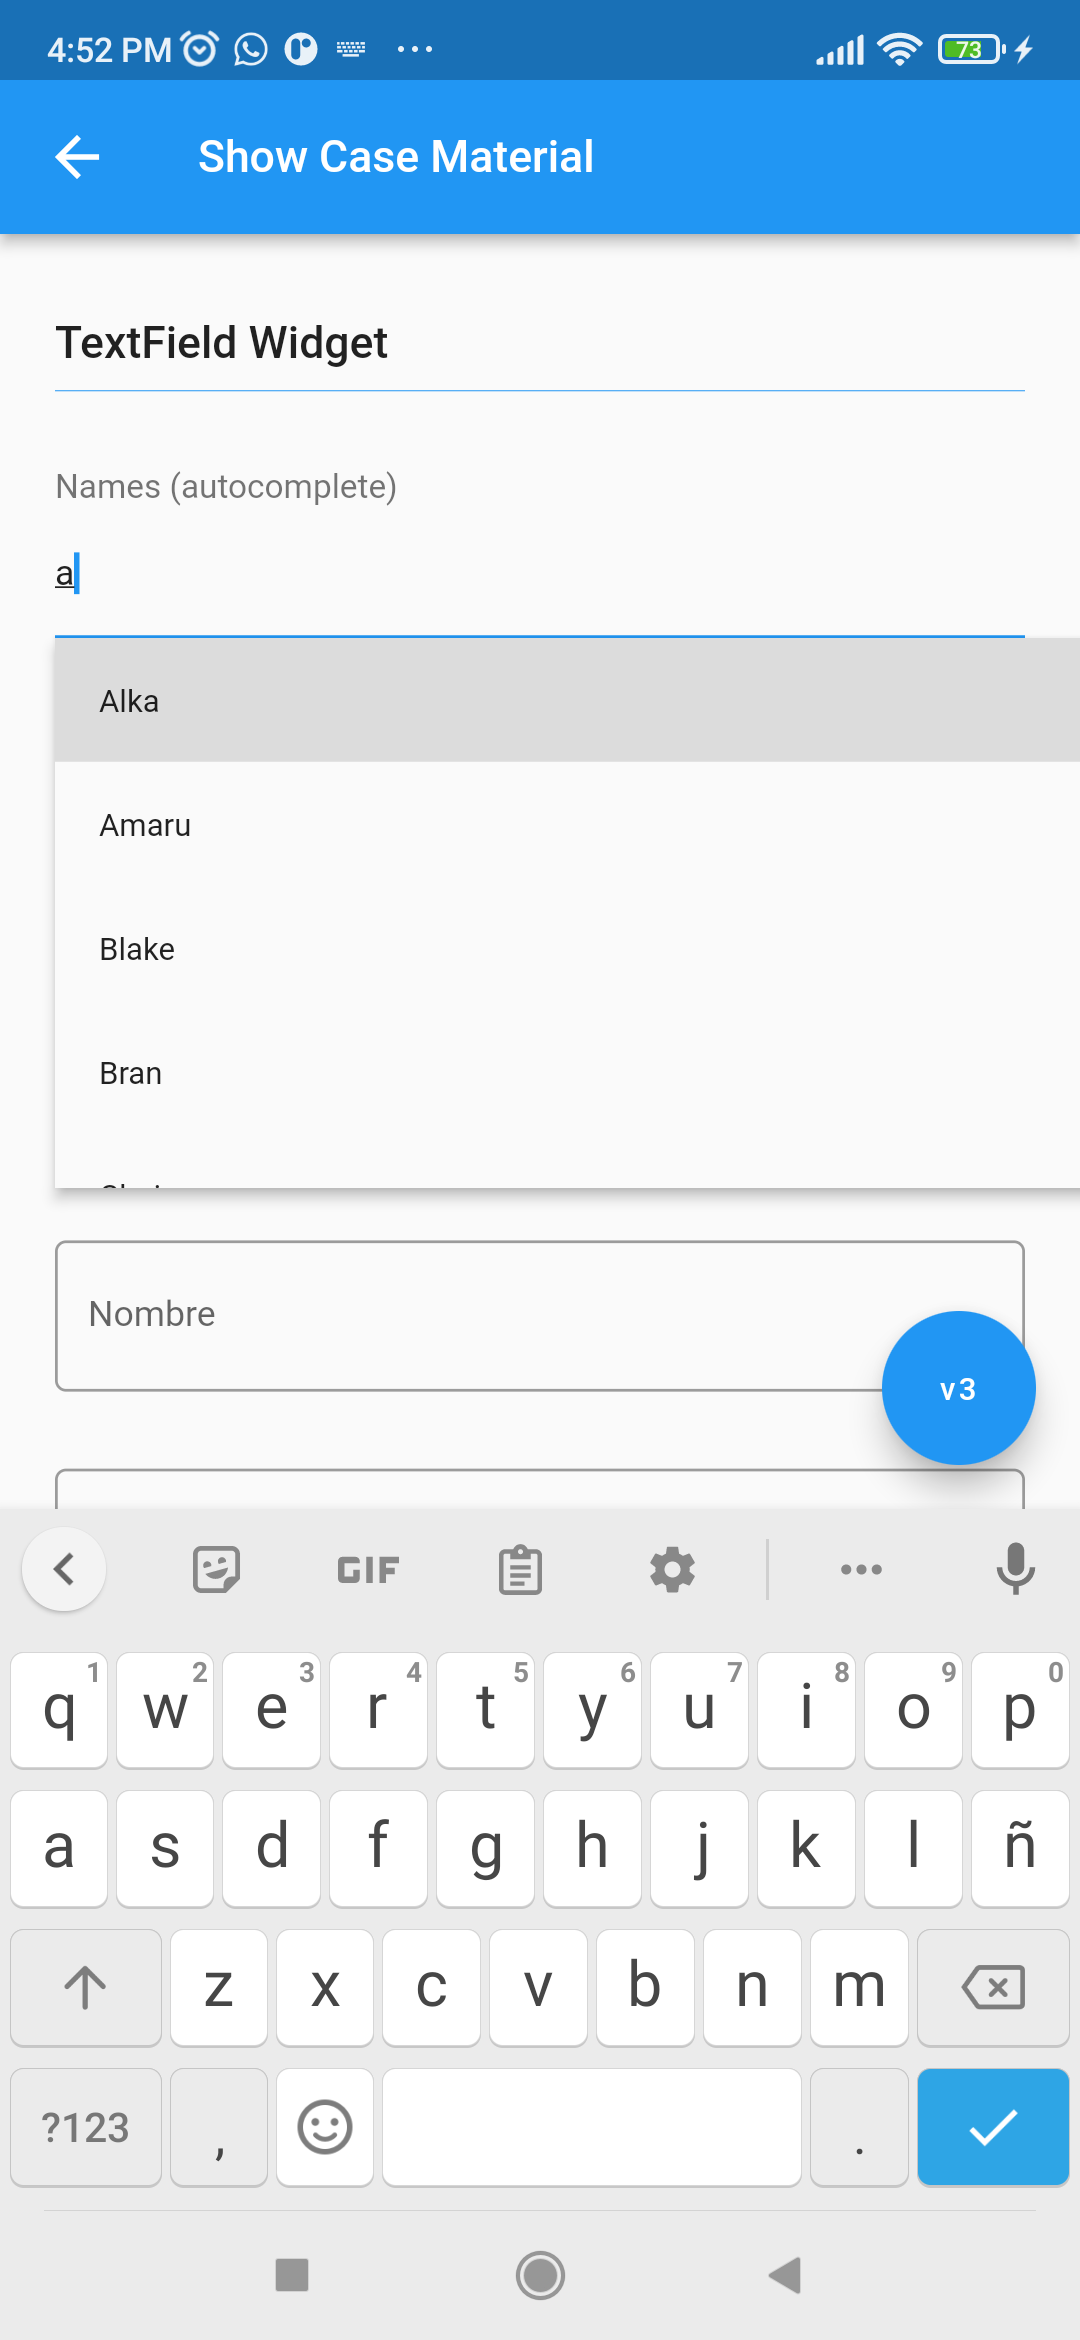 4:52 PM
73
Show Case Material
TextField Widget
Names (autocomplete)
a
Alka
Amaru
Blake
Bran
Nombre
v3
GIF
1 2 3 4 5 6 7 8 9 0
q w e r t y u i o p
a s d f g h j k l ñ
z x c v b n m
?123 , .